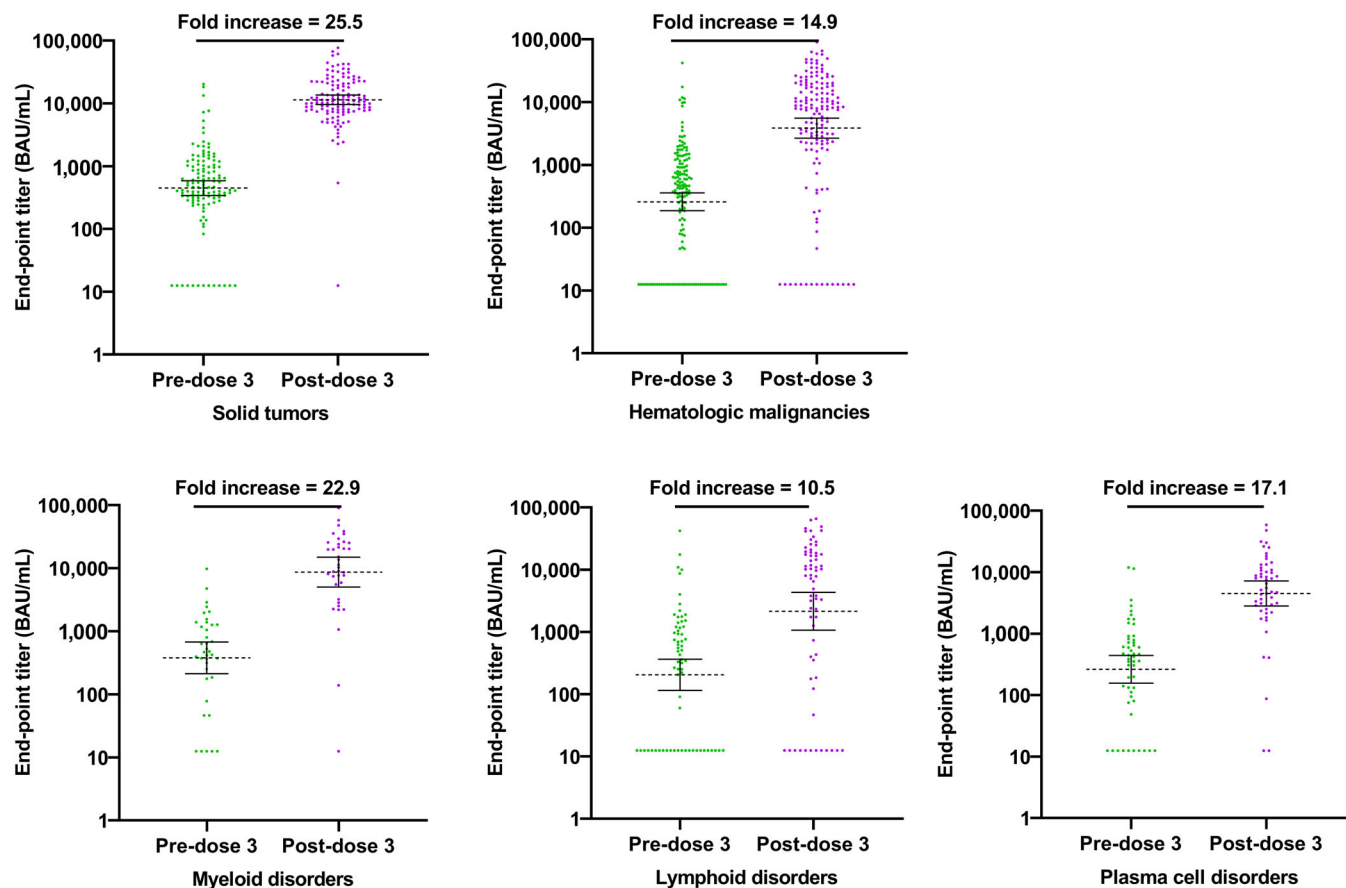 Fold increase = 25.5
100,000
10,000
1,000
100
10
1
End-point titer (BAU/mL)
Pre-dose 3 Post-dose 3
Solid tumors
Fold increase = 14.9
100,000
10,000
1,000
100
10
1
End-point titer (BAU/mL)
Pre-dose 3 Post-dose 3
Hematologic malignancies
Fold increase = 22.9
100,000
10,000
1,000
100
10
1
End-point titer (BAU/mL)
Pre-dose 3 Post-dose 3
Myeloid disorders
Fold increase = 10.5
100,000
10,000
1,000
100
10
1
End-point titer (BAU/mL)
Pre-dose 3 Post-dose 3
Lymphoid disorders
Fold increase = 17.1
100,000
10,000
1,000
100
10
1
End-point titer (BAU/mL)
Pre-dose 3 Post-dose 3
Plasma cell disorders